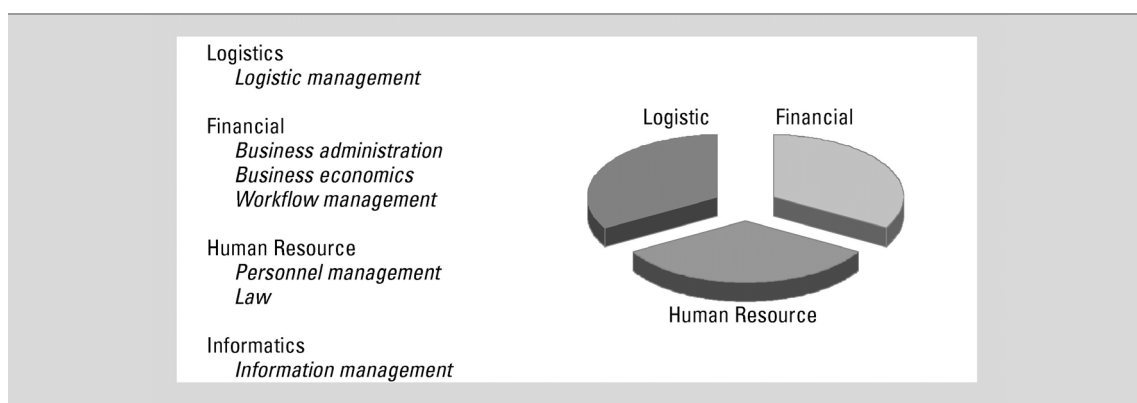 Logistics
Logistic management
Financial
Business administration
Business economics
Workflow management
Human Resource
Personnel management
Law
Informatics
Information management
Logistic
Financial
Human Resource